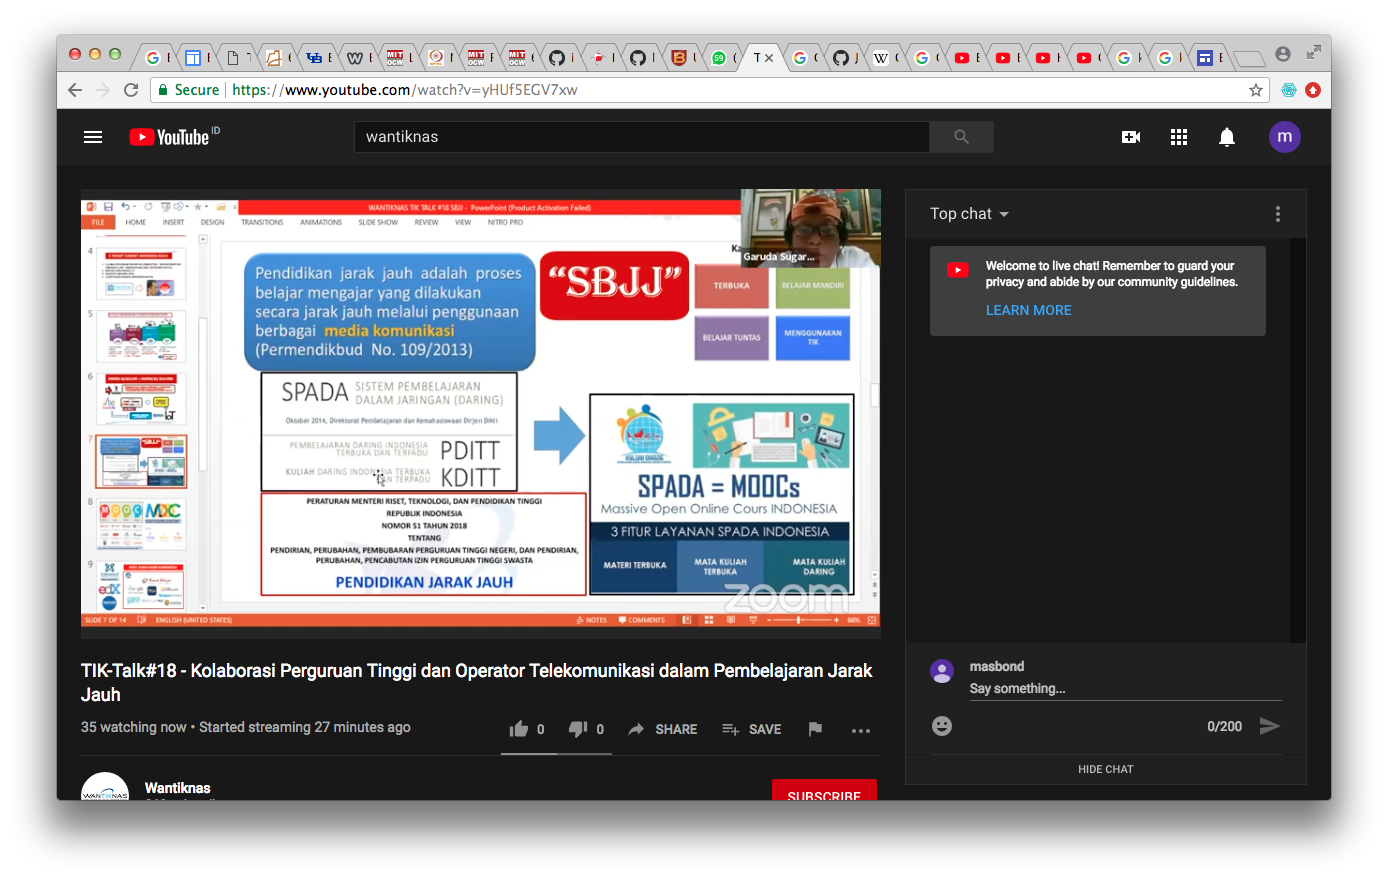 Secure https://www.youtube.com/watch?v=yHUf5EGV7xw
YouTube ID
wantiknas
m
WANTIKNAS TIK TALK #18 SBJJ - PowerPoint (Product Activation Failed)
FILE HOME INSERT DESIGN TRANSITIONS ANIMATIONS SLIDE SHOW REVIEW VIEW NITRO PRO
Garuda Sugar...
4
5
6
7
8
9
Pendidikan jarak jauh adalah proses
belajar mengajar yang dilakukan
secara jarak jauh melalui penggunaan
berbagai media komunikasi
(Permendikbud No. 109/2013)
“SBJJ”
TERBUKA
BELAJAR MANDIRI
BELAJAR TUNTAS
MENGGUNAKAN
TIK
SPADA SISTEM PEMBELAJARAN
DALAM JARINGAN (DARING)
Oktober 2014, Direktorat Pembelajaran dan Kemahasiswaan Dirjen Dikti
PEMBELAJARAN DARING INDONESIA
TERBUKA DAN TERPADU
PDITT
KULIAH DARING INDONESIA TERBUKA
DAN TERPADU
KDITT
PERATURAN MENTERI RISET, TEKNOLOGI, DAN PENDIDIKAN TINGGI
REPUBLIK INDONESIA
NOMOR 51 TAHUN 2018
TENTANG
PENDIRIAN, PERUBAHAN, PEMBUBARAN PERGURUAN TINGGI NEGERI, DAN PENDIRIAN,
PERUBAHAN, PENCABUTAN IZIN PERGURUAN TINGGI SWASTA
PENDIDIKAN JARAK JAUH
SPADA = MOOCs
Massive Open Online Cours INDONESIA
3 FITUR LAYANAN SPADA INDONESIA
MATERI TERBUKA
MATA KULIAH
TERBUKA
MATA KULIAH
DARING
zoom
SLIDE 7 OF 14 ENGLISH (UNITED STATES) NOTES COMMENTS 86%
TIK-Talk#18 - Kolaborasi Perguruan Tinggi dan Operator Telekomunikasi dalam Pembelajaran Jarak
Jauh
35 watching now • Started streaming 27 minutes ago
0 0 SHARE SAVE
WANTIKNAS
Wantiknas
SUBSCRIBE
Top chat
Welcome to live chat! Remember to guard your
privacy and abide by our community guidelines.
LEARN MORE
masbond
Say something...
0/200
HIDE CHAT